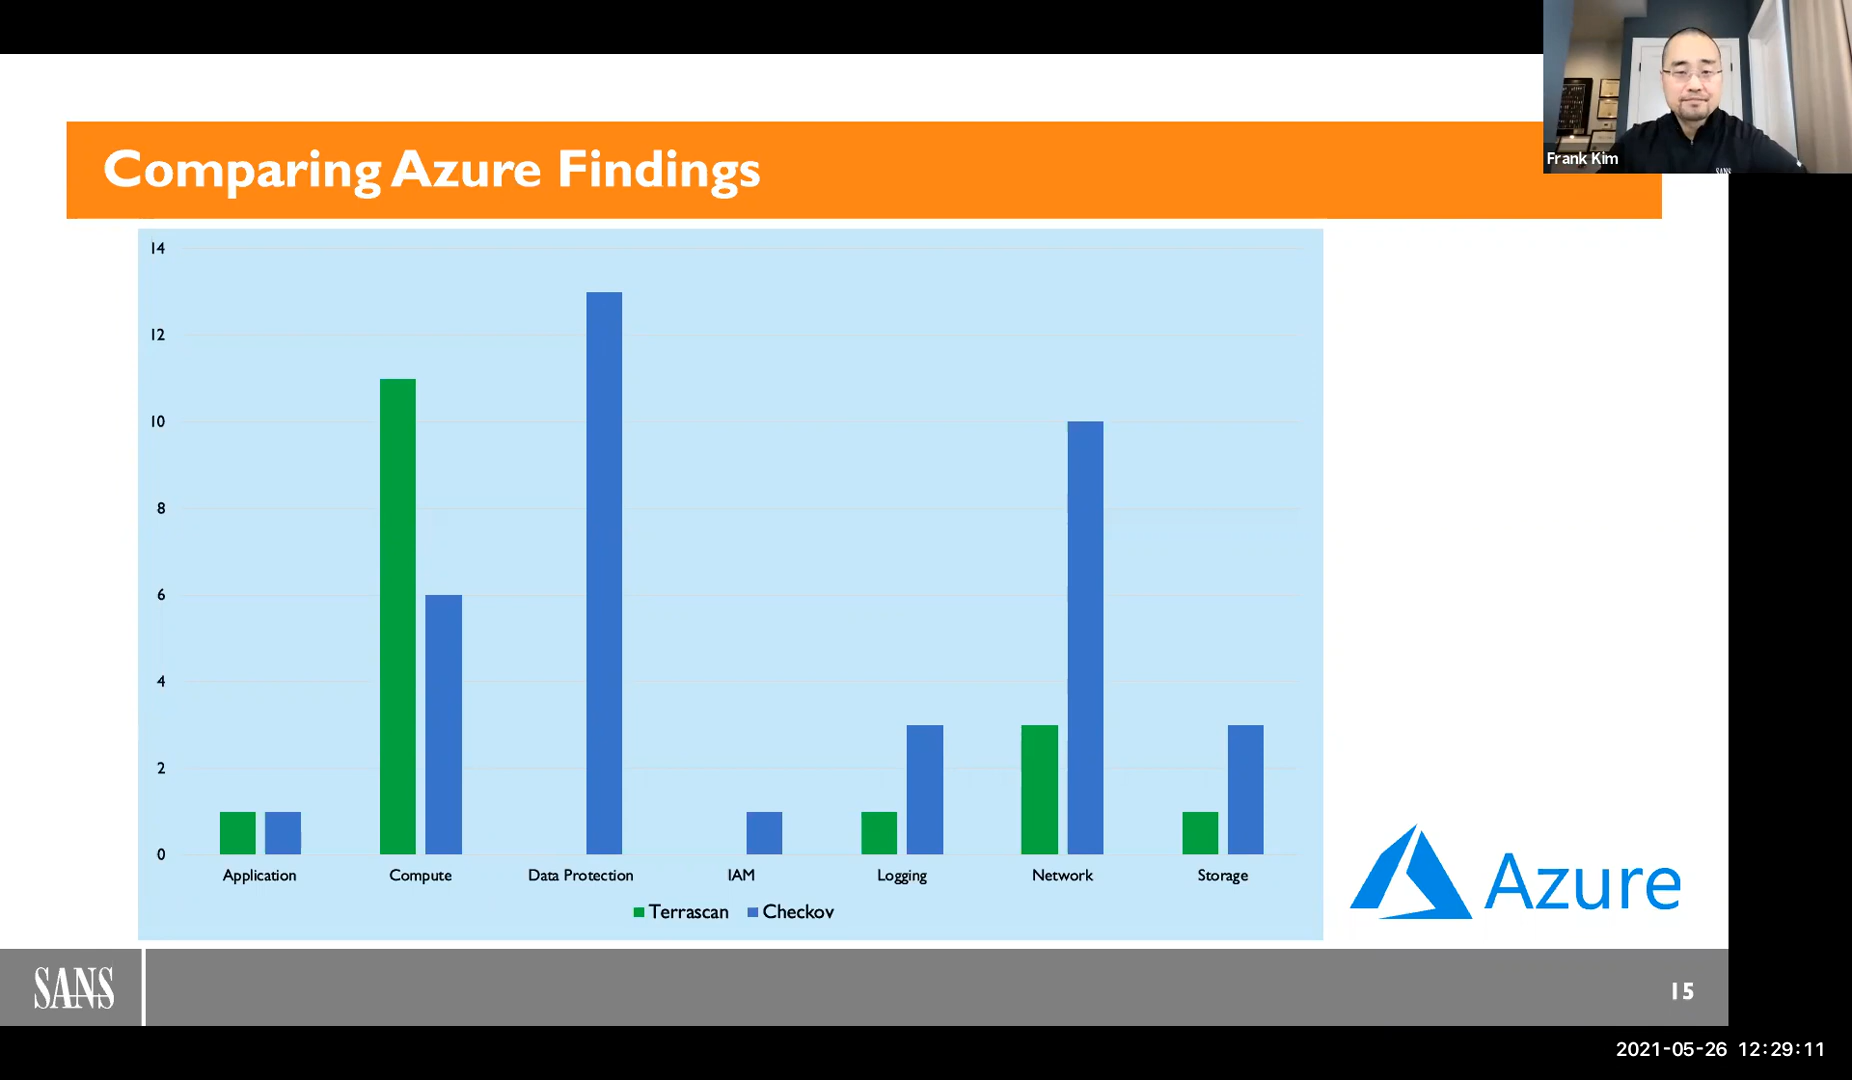 Frank Kim
SANS
Comparing Azure Findings
14
12
10
8
6
4
2
0
Application Compute Data Protection IAM Logging Network Storage
Terrascan Checkov
Azure
SANS
15
2021-05-26 12:29:11